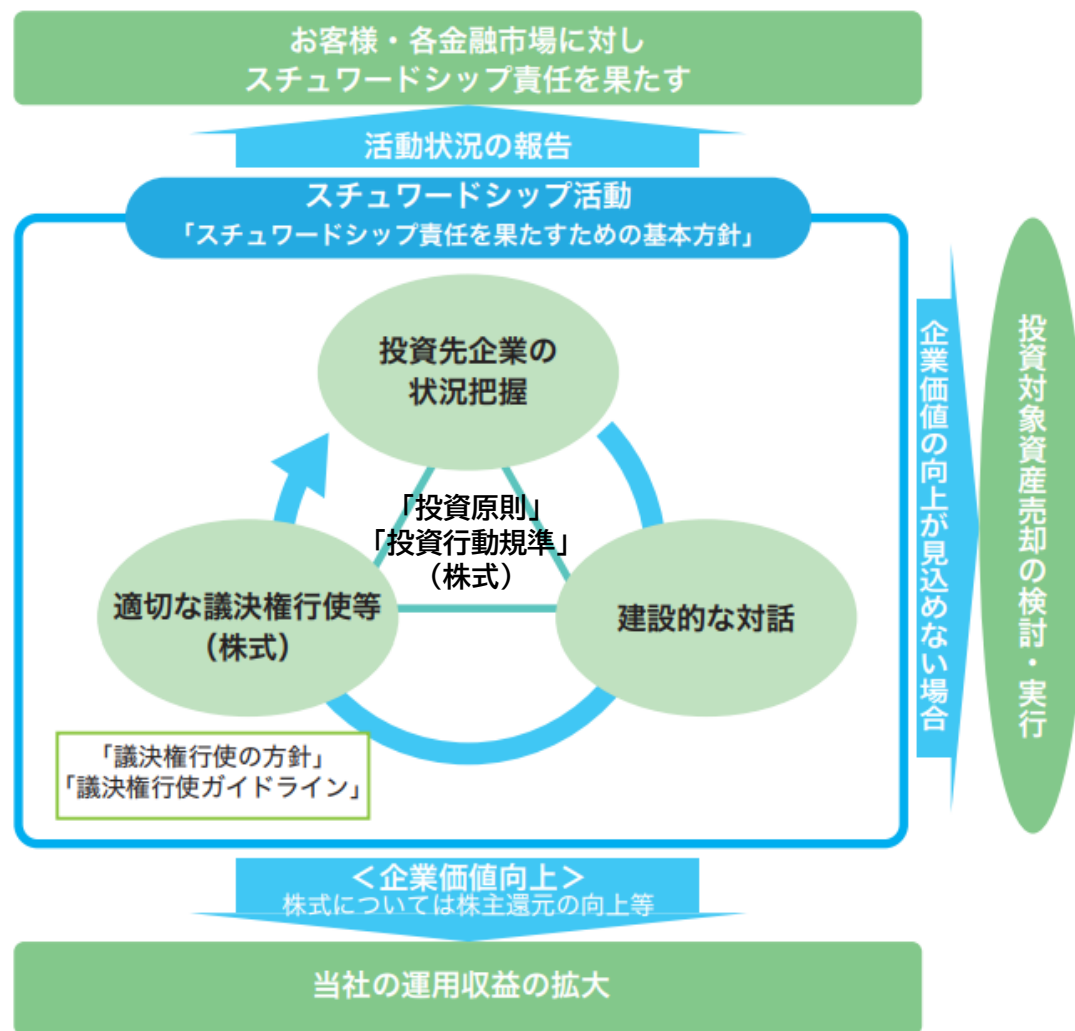 お客様・各金融市場に対し
スチュワードシップ責任を果たす
活動状況の報告
スチュワードシップ活動
「スチュワードシップ責任を果たすための基本方針」
投資先企業の
状況把握
「投資原則」
「投資行動規準」
（株式）
適切な議決権行使等
（株式）
建設的な対話
「議決権行使の方針」
「議決権行使ガイドライン」
企業価値の向上が見込めない場合
投資対象資産売却の検討・実行
＜企業価値向上＞
株式については株主還元の向上等
当社の運用収益の拡大